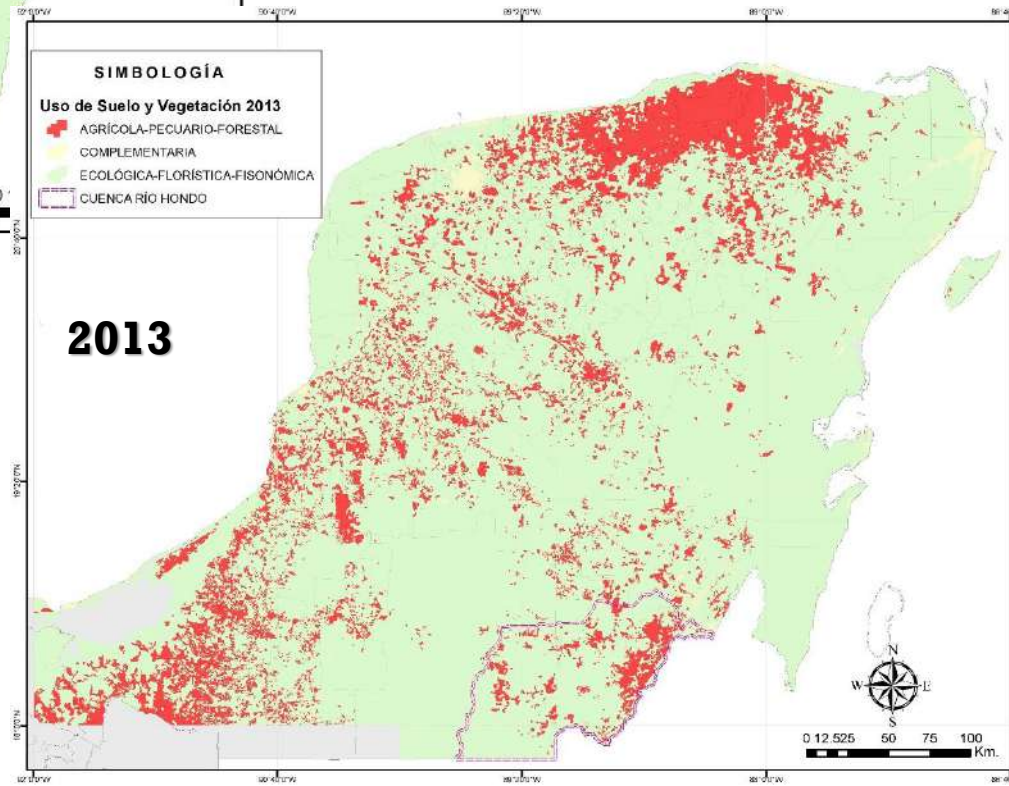 SIMBOLOGÍA
Uso de Suelo y Vegetación 2013
AGRÍCOLA-PECUARIO-FORESTAL
COMPLEMENTARIA
ECOLÓGICA-FLORÍSTICA-FISONÓMICA
CUENCA RÍO HONDO
2013
N
W E
S
0 12.525 50 75 100
Km.